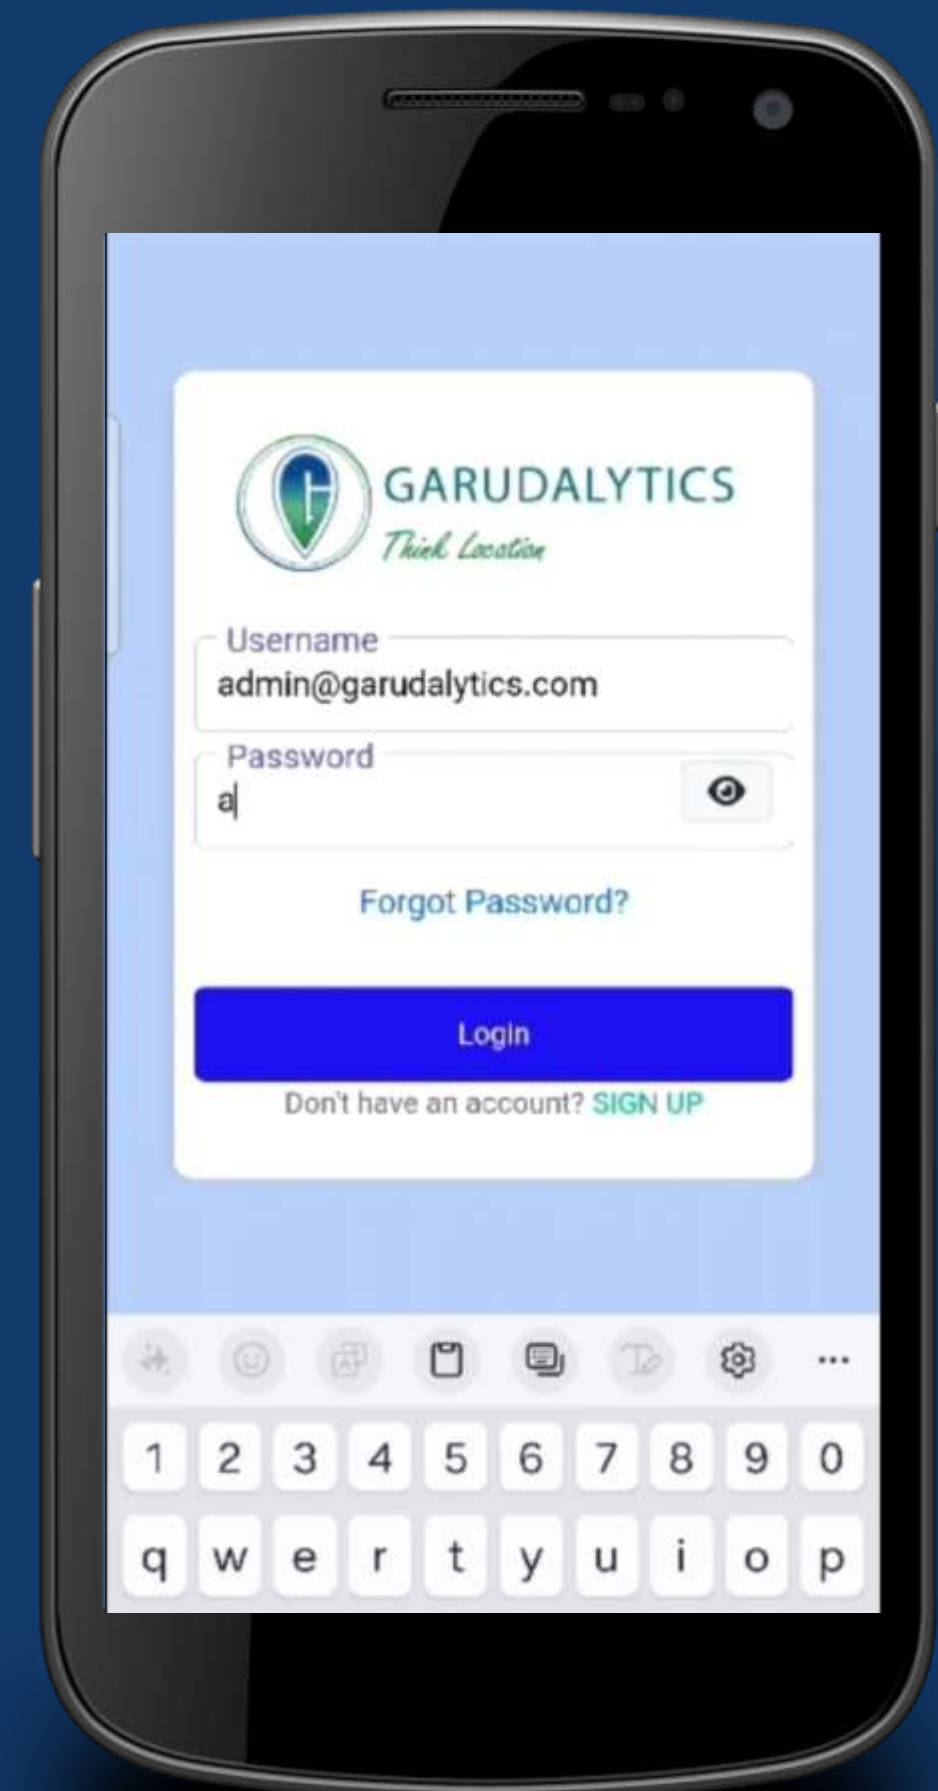 GARUDALYTICS
Think Location
Username
admin@garudalytics.com
Password
a
Forgot Password?
Login
Don't have an account? SIGN UP
1 2 3 4 5 6 7 8 9 0
q w e r t y u i o p